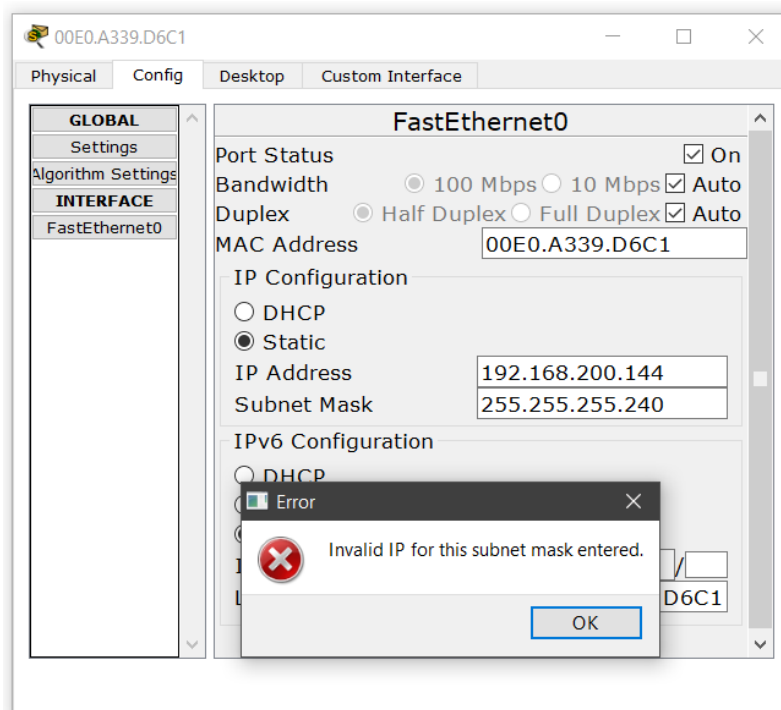 00E0.A339.D6C1
Physical Config Desktop Custom Interface
GLOBAL
Settings
Algorithm Settings
INTERFACE
FastEthernet0
FastEthernet0
Port Status On
Bandwidth 100 Mbps 10 Mbps Auto
Duplex Half Duplex Full Duplex Auto
MAC Address 00E0.A339.D6C1
IP Configuration
DHCP
Static
IP Address 192.168.200.144
Subnet Mask 255.255.255.240
IPv6 Configuration
DHCP
Error
Invalid IP for this subnet mask entered.
/
D6C1
OK